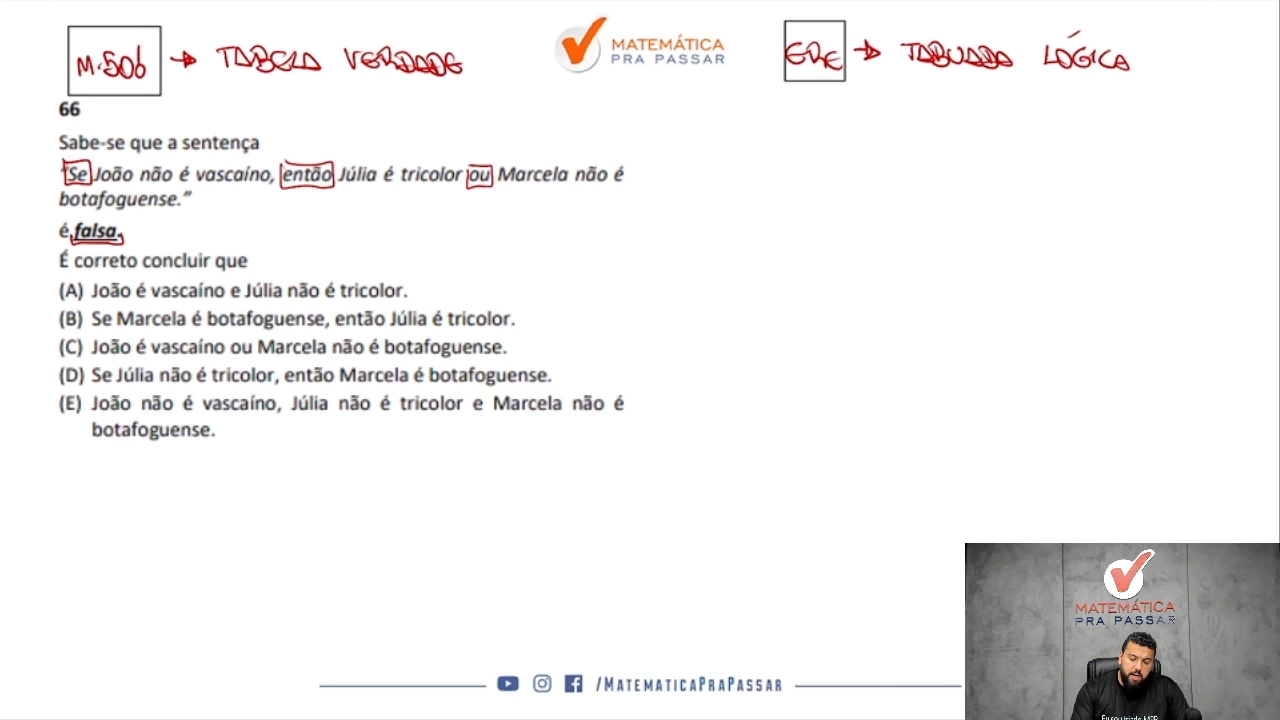 M.50b → TABELA VERDADE
MATEMÁTICA
PRA PASSAR
→ TABUADA LÓGICA
66
Sabe-se que a sentença
“Se João não é vascaíno, então Júlia é tricolor ou Marcela não é
botafoguense.”
é falsa.
É correto concluir que
(A) João é vascaíno e Júlia não é tricolor.
(B) Se Marcela é botafoguense, então Júlia é tricolor.
(C) João é vascaíno ou Marcela não é botafoguense.
(D) Se Júlia não é tricolor, então Marcela é botafoguense.
(E) João não é vascaíno, Júlia não é tricolor e Marcela não é
botafoguense.
MATEMÁTICA
PRA PASSAR
/MATEMATICAPRAPASSAR